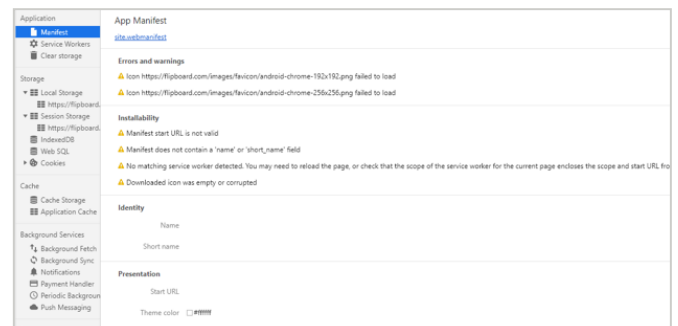 Application
Manifest
Service Workers
Clear storage
Storage
Local Storage
https://flipboard.
Session Storage
https://flipboard.
IndexedDB
Web SQL
Cookies
Cache
Cache Storage
Application Cache
Background Services
Background Fetch
Background Sync
Notifications
Payment Handler
Periodic Backgroun
Push Messaging
App Manifest
site.webmanifest
Errors and warnings
Icon https://flipboard.com/images/favicon/android-chrome-192x192.png failed to load
Icon https://flipboard.com/images/favicon/android-chrome-256x256.png failed to load
Installability
Manifest start URL is not valid
Manifest does not contain a 'name' or 'short_name' field
No matching service worker detected. You may need to reload the page, or check that the scope of the service worker for the current page encloses the scope and start URL fro
Downloaded icon was empty or corrupted
Identity
Name
Short name
Presentation
Start URL
Theme color #ffffff